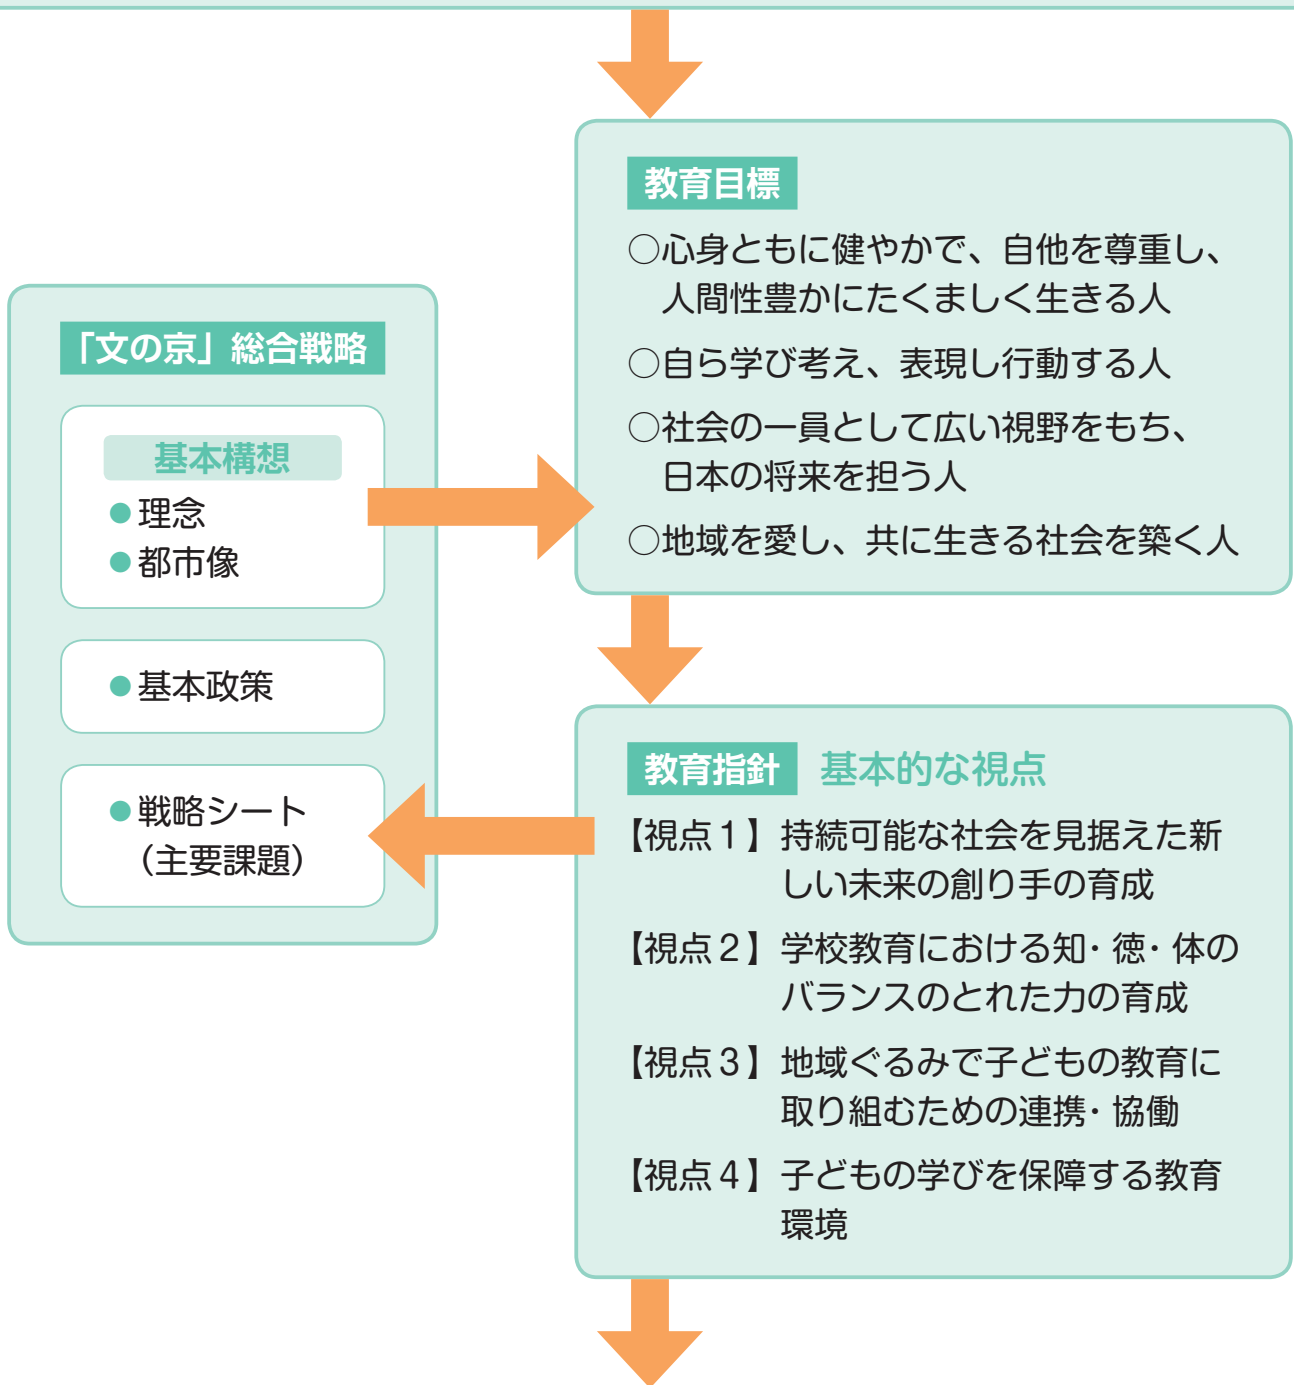 教育目標
○心身ともに健やかで、自他を尊重し、
人間性豊かにたくましく生きる人
○自ら学び考え、表現し行動する人
○社会の一員として広い視野をもち、
日本の将来を担う人
○地域を愛し、共に生きる社会を築く人
「文の京」総合戦略
基本構想
●理念
●都市像
●基本政策
●戦略シート
（主要課題）
教育指針 基本的な視点
【視点１】持続可能な社会を見据えた新
しい未来の創り手の育成
【視点２】学校教育における知・徳・体の
バランスのとれた力の育成
【視点３】地域ぐるみで子どもの教育に
取り組むための連携・協働
【視点４】子どもの学びを保障する教育
環境